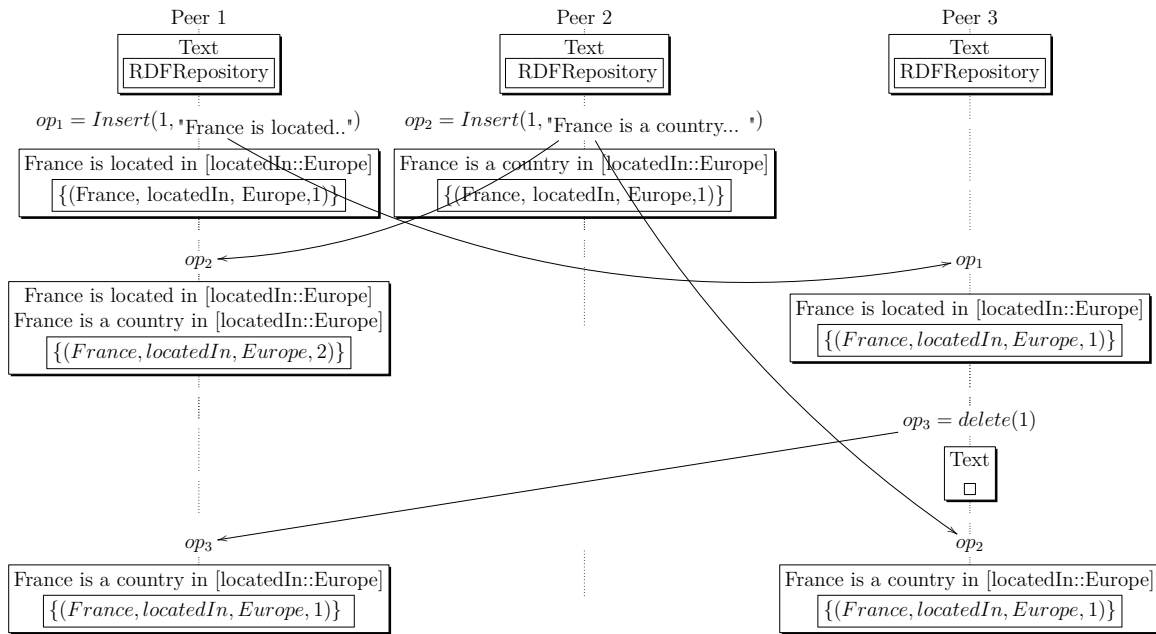 Peer 1 Peer 2 Peer 3
Text Text Text
RDFRepository RDFRepository RDFRepository
op1 = Insert(1,"France is located..") op2 = Insert(1,"France is a country... ")
France is located in [locatedIn::Europe] France is a country in [locatedIn::Europe]
{(France, locatedIn, Europe,1)} {(France, locatedIn, Europe,1)}
op2 op1
France is located in [locatedIn::Europe]
France is a country in [locatedIn::Europe] France is located in [locatedIn::Europe]
{(France, locatedIn, Europe, 2)} {(France, locatedIn, Europe, 1)}
op3 = delete(1)
Text
op3 op2
France is a country in [locatedIn::Europe] France is a country in [locatedIn::Europe]
{(France, locatedIn, Europe, 1)} {(France, locatedIn, Europe, 1)}